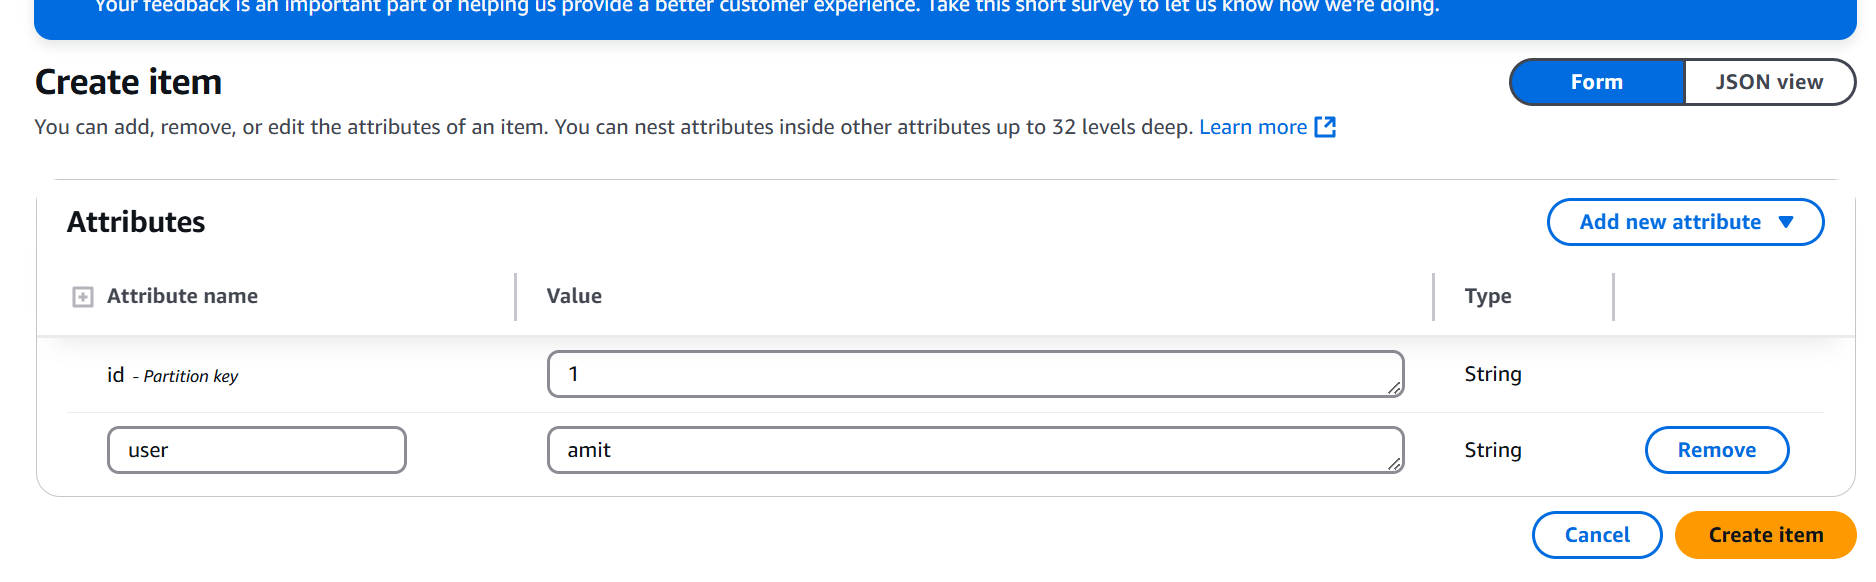 Your feedback is an important part of helping us provide a better customer experience. Take this short survey to let us know how we're doing.
Create item
Form
JSON view
You can add, remove, or edit the attributes of an item. You can nest attributes inside other attributes up to 32 levels deep. Learn more
Attributes
Add new attribute
Attribute name
Value
Type
id - Partition key
1
String
user
amit
String
Remove
Cancel
Create item